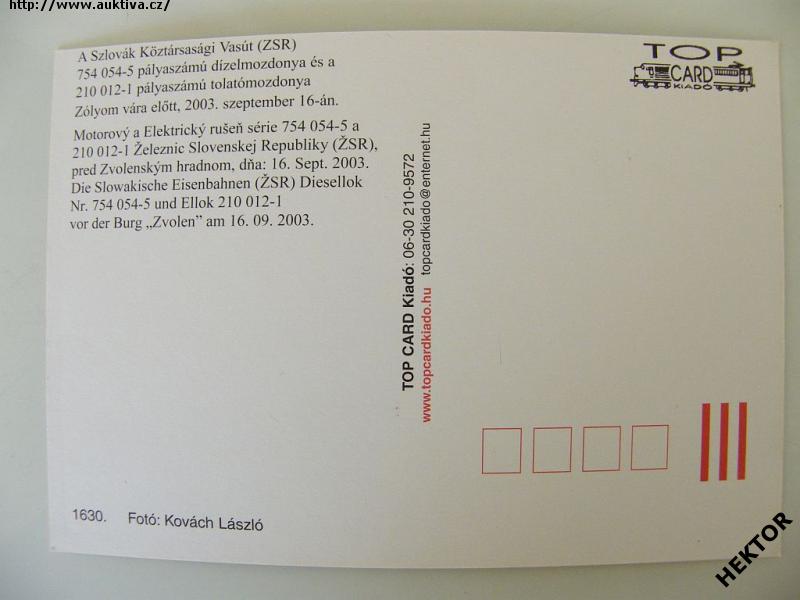 http://www.auktiva.cz/
A Szlovák Köztársasági Vasút (ZSR)
754 054-5 pályaszámú dízelmozdonya és a
210 012-1 pályaszámú tolatómozdonya
Zólyom vára előtt, 2003. szeptember 16-án.
Motorový a Elektrický rušeň série 754 054-5 a
210 012-1 Železnic Slovenskej Republiky (ŽSR),
pred Zvolenským hradnom, dňa: 16. Sept. 2003.
Die Slowakische Eisenbahnen (ŽSR) Diesellok
Nr. 754 054-5 und Ellok 210 012-1
vor der Burg „Zvolen” am 16. 09. 2003.
TOP
CARD
KIADÓ
TOP CARD Kiadó: 06-30 210-9572
www.topcardkiado.hu topcardkiado@enternet.hu
1630. Fotó: Kovách László
HEKTOR